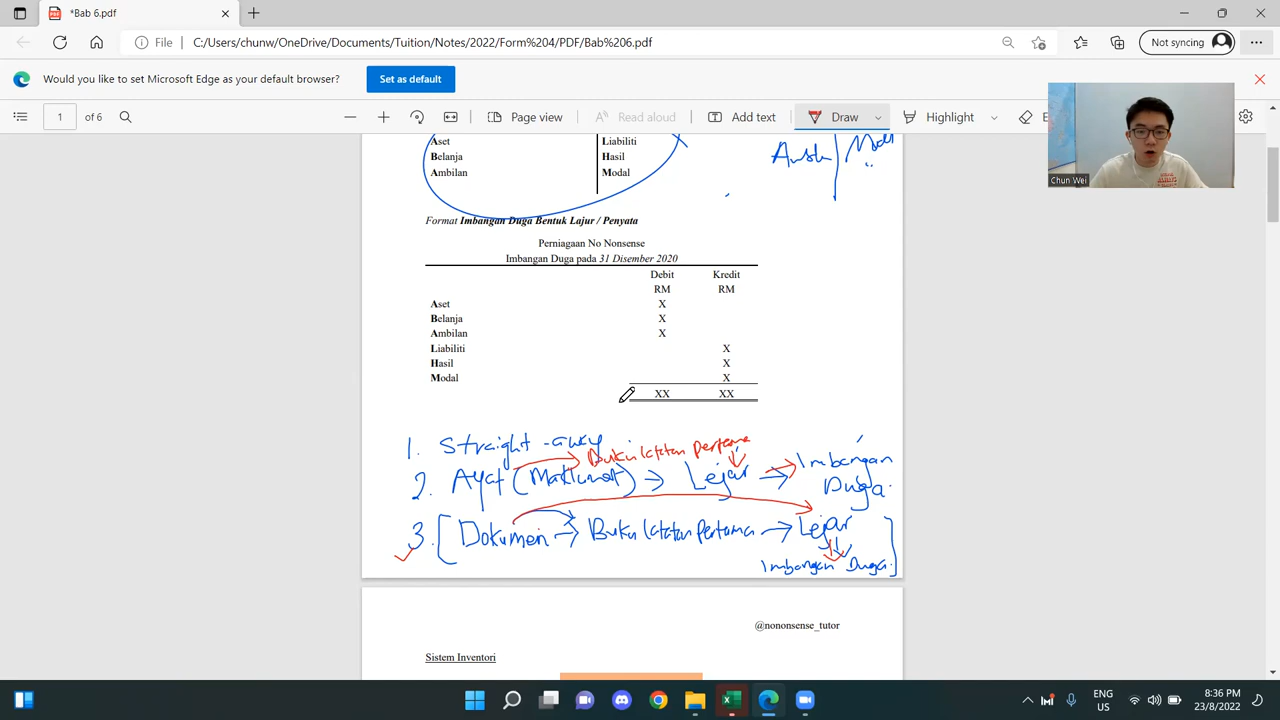 *Bab 6.pdf
File C:/Users/chunw/OneDrive/Documents/Tuition/Notes/2022/Form%204/PDF/Bab%206.pdf Not syncing
Would you like to set Microsoft Edge as your default browser? Set as default
1 of 6 Page view Read aloud Add text Draw Highlight E
Aset Liabiliti
Belanja Hasil
Ambilan Modal
Format Imbangan Duga Bentuk Lajur / Penyata
Perniagaan No Nonsense
Imbangan Duga pada 31 Disember 2020
Debit Kredit
RM RM
Aset X
Belanja X
Ambilan X
Liabiliti X
Hasil X
Modal X
XX XX
1. Straight-away
Buku Catatan Pertama
2. Ayat (Maklumat) → Lejar → Imbangan Duga.
3. [Dokumen → Buku Catatan Pertama → Lejar
Imbangan Duga.]
@nononsense_tutor
Sistem Inventori
Chun Wei
ENG
US
8:36 PM
23/8/2022